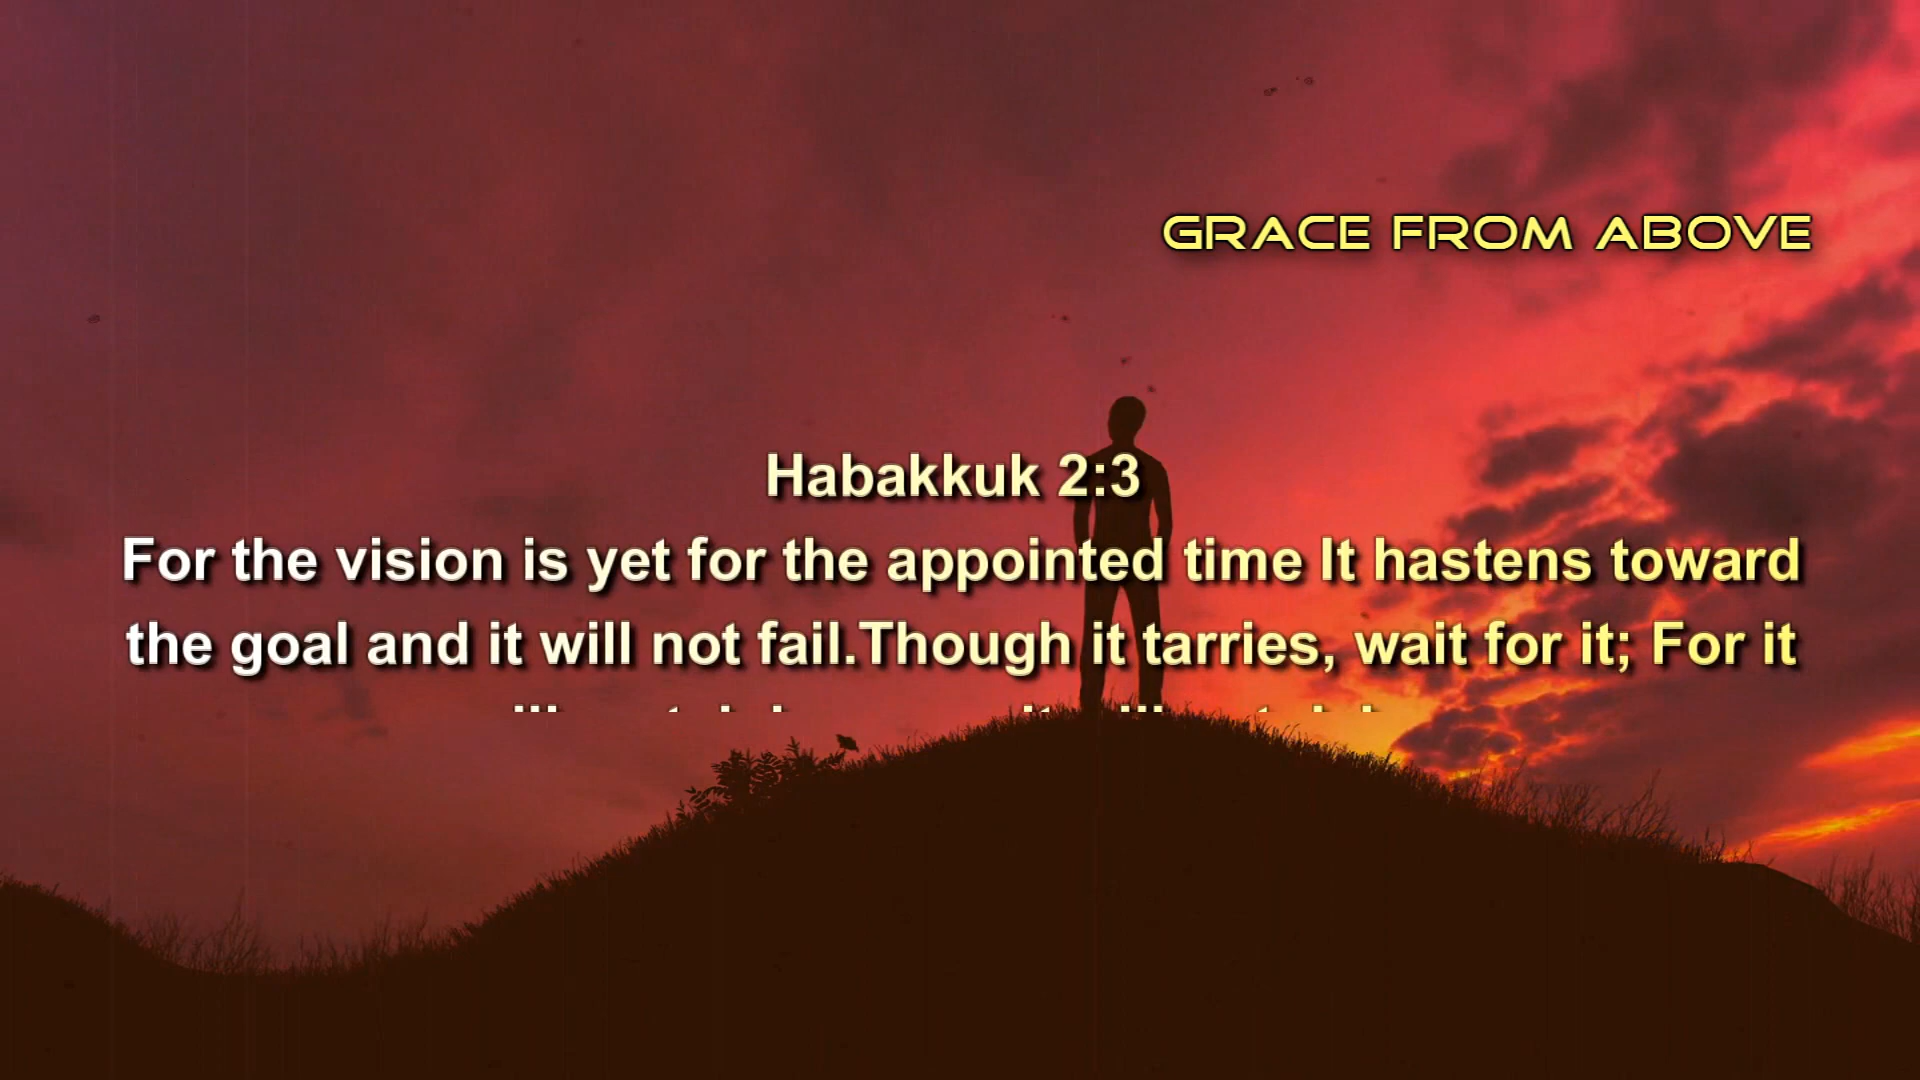 GRACE FROM ABOVE
Habakkuk 2:3
For the vision is yet for the appointed time It hastens toward
the goal and it will not fail.Though it tarries, wait for it; For it